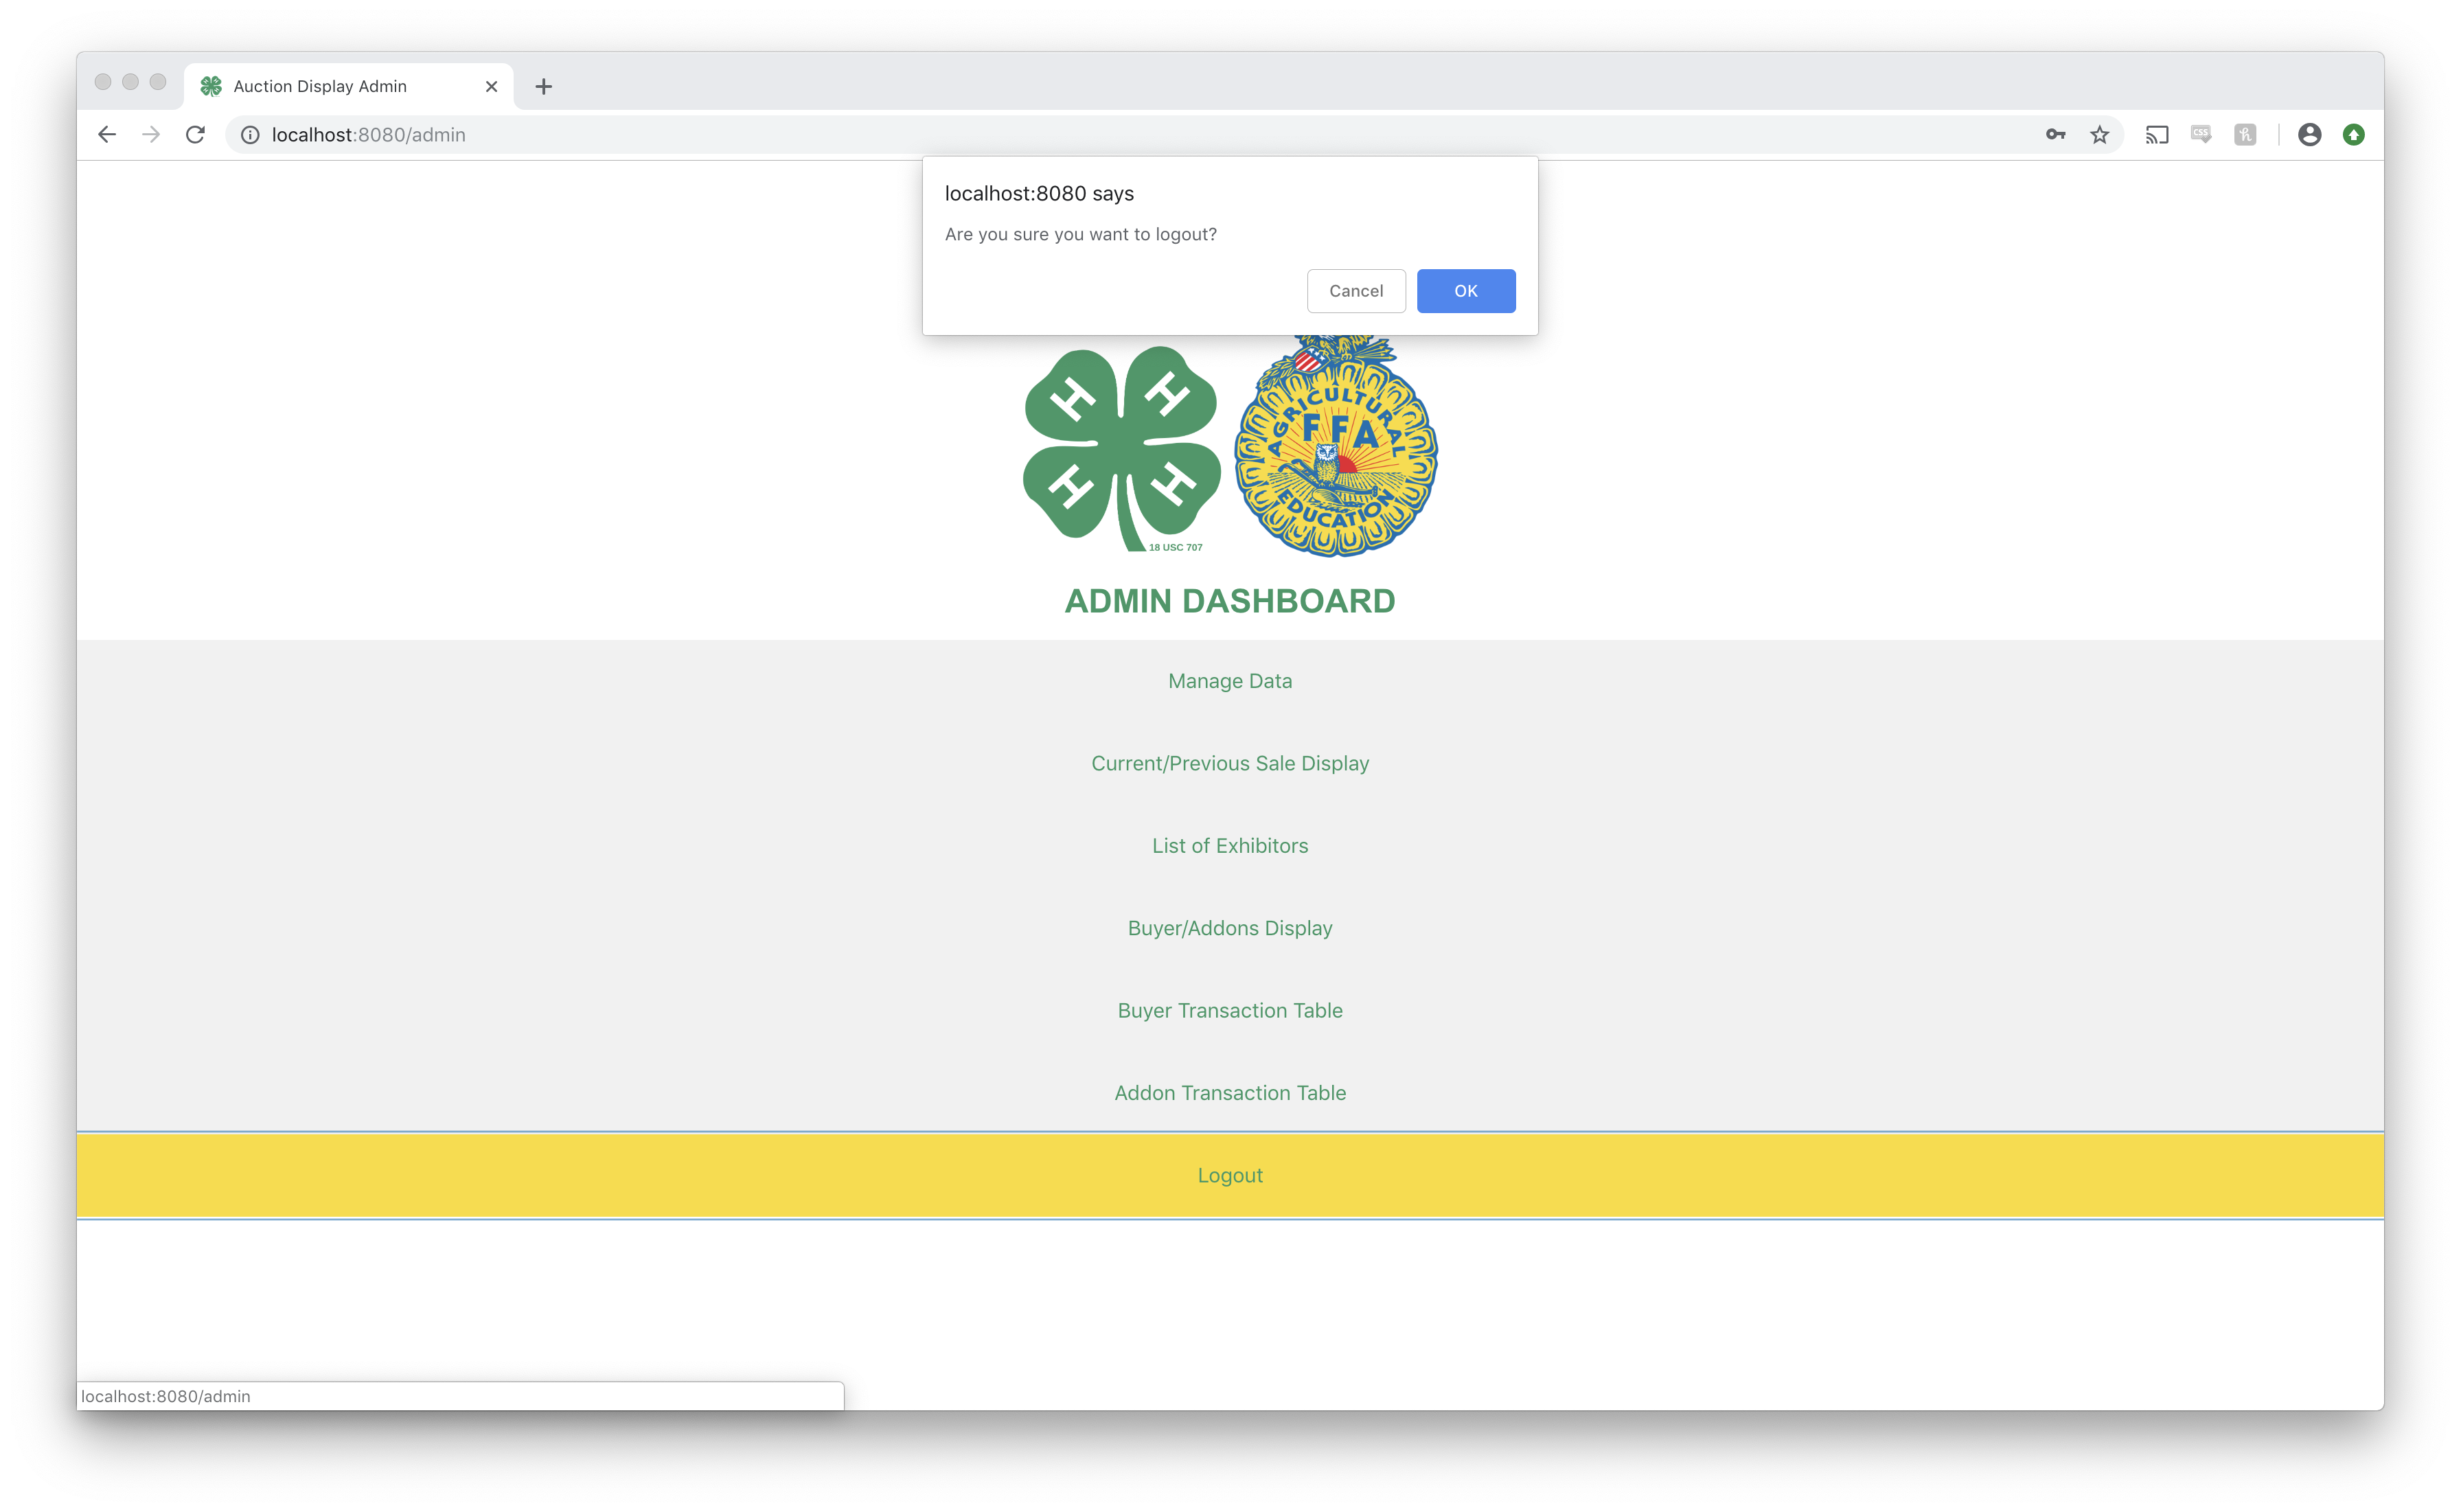 Auction Display Admin
localhost:8080/admin
CSS
h
localhost:8080 says
Are you sure you want to logout?
Cancel
OK
H H H H
18 USC 707
AGRICULTURAL
FFA
EDUCATION
ADMIN DASHBOARD
Manage Data
Current/Previous Sale Display
List of Exhibitors
Buyer/Addons Display
Buyer Transaction Table
Addon Transaction Table
Logout
localhost:8080/admin